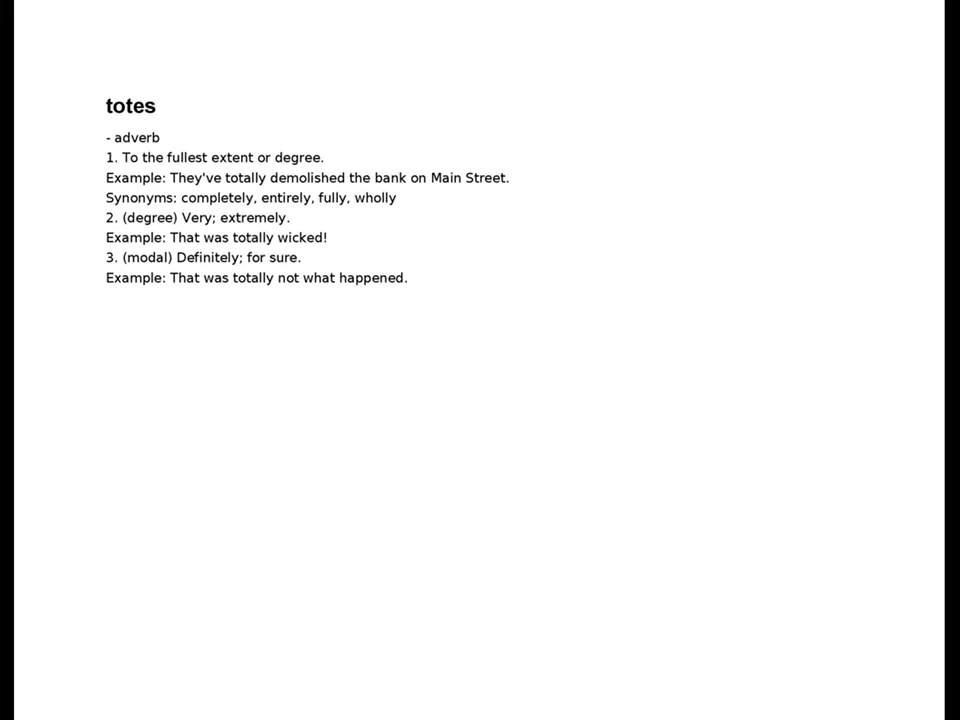 totes
- adverb
1. To the fullest extent or degree.
Example: They've totally demolished the bank on Main Street.
Synonyms: completely, entirely, fully, wholly
2. (degree) Very; extremely.
Example: That was totally wicked!
3. (modal) Definitely; for sure.
Example: That was totally not what happened.